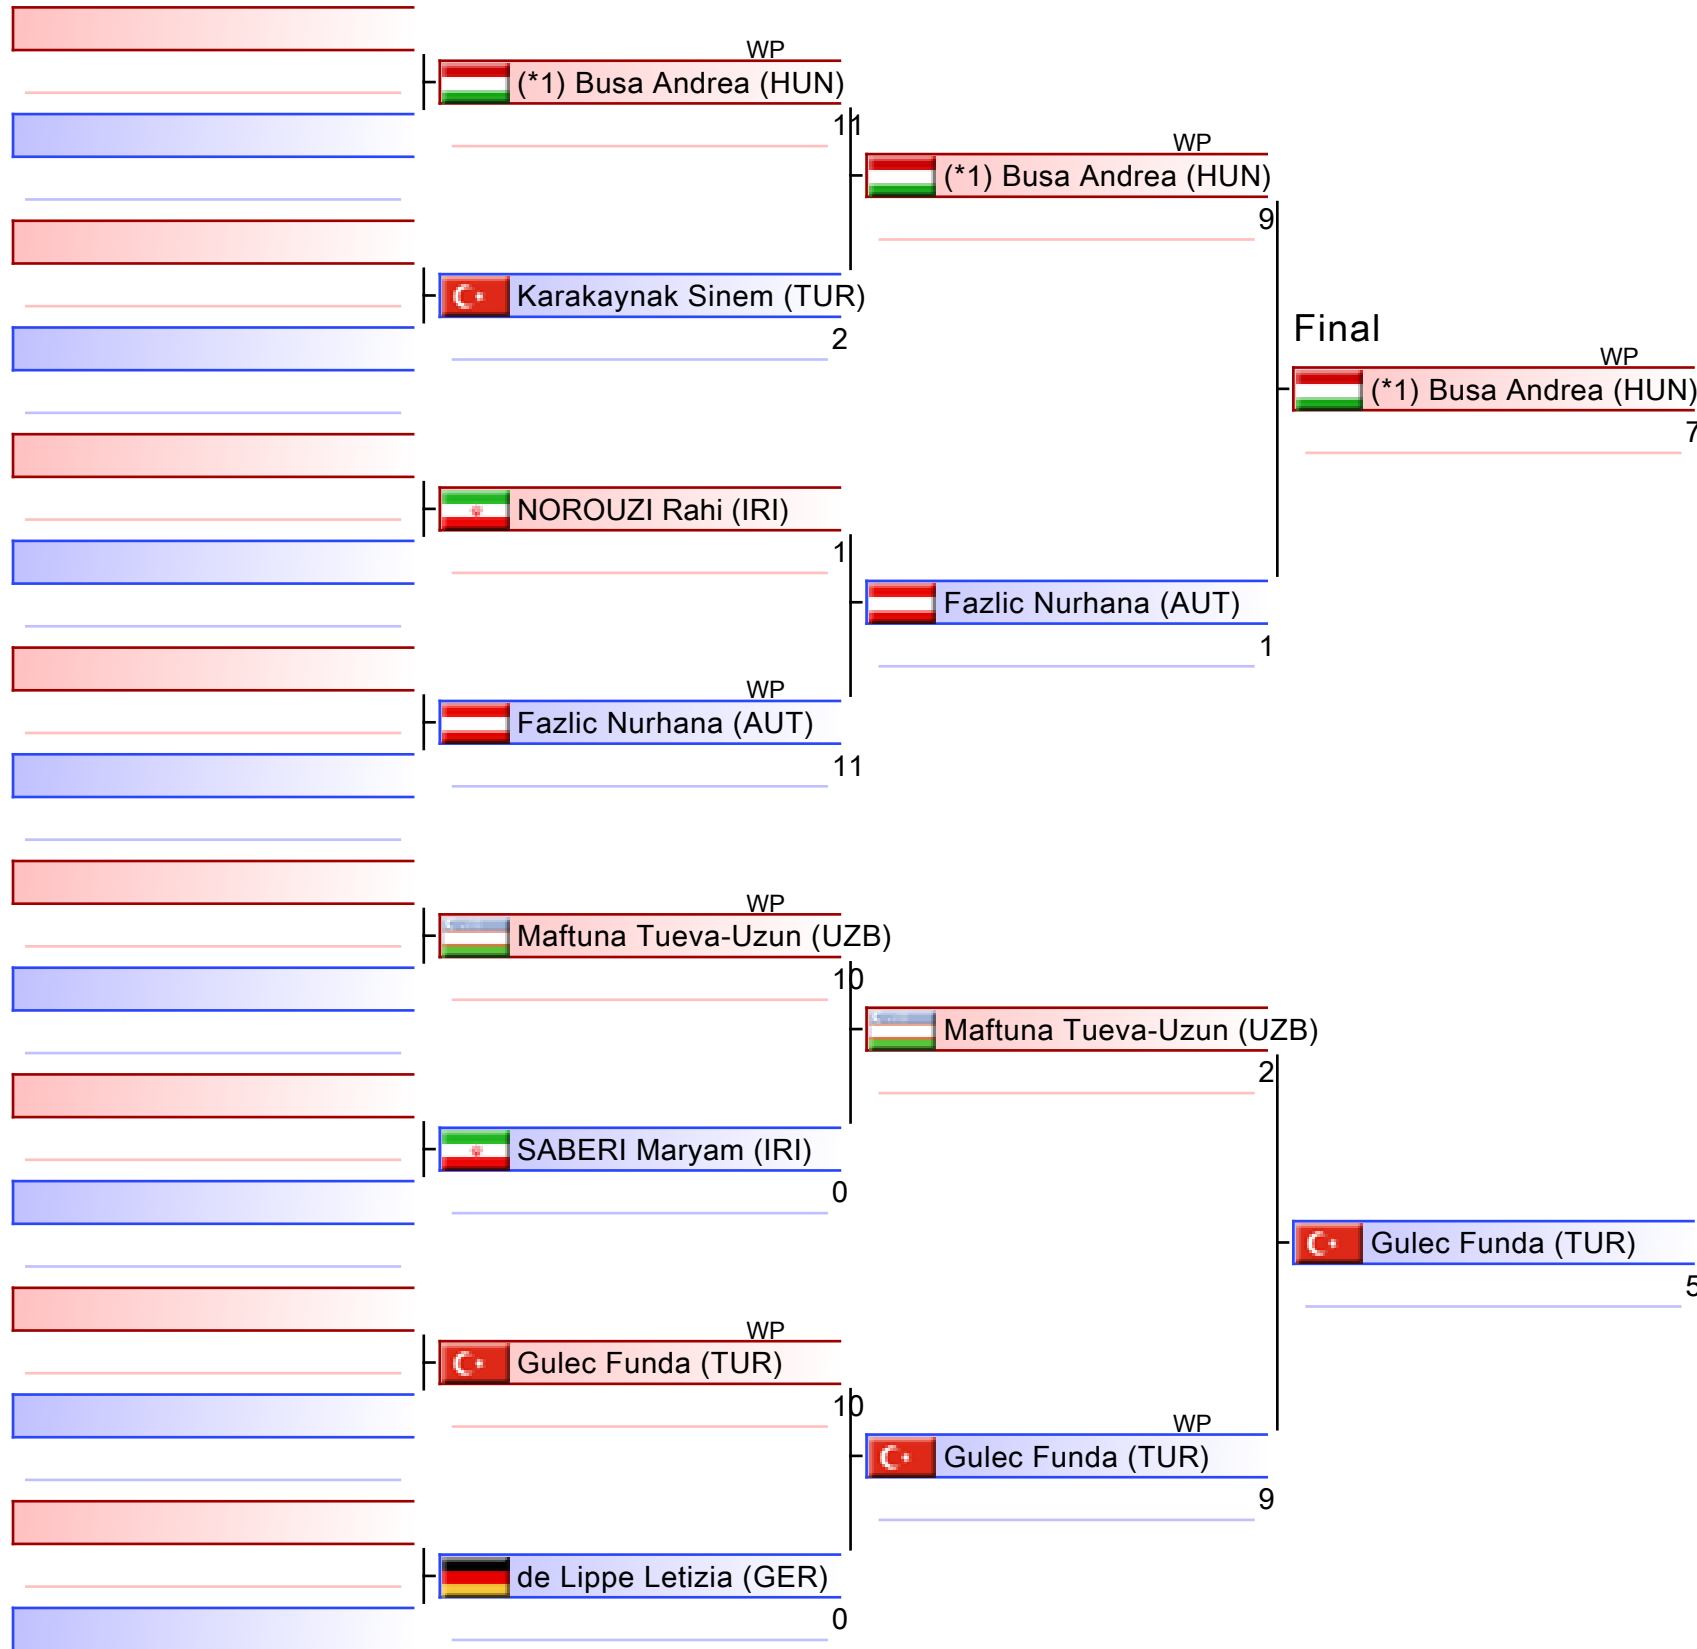 WP
(*1) Busa Andrea (HUN)
11
WP
(*1) Busa Andrea (HUN)
9
Karakaynak Sinem (TUR)
2
Final
WP
(*1) Busa Andrea (HUN)
7
NOROUZI Rahi (IRI)
1
Fazlic Nurhana (AUT)
1
WP
Fazlic Nurhana (AUT)
11
WP
Maftuna Tueva-Uzun (UZB)
10
Maftuna Tueva-Uzun (UZB)
2
SABERI Maryam (IRI)
0
Gulec Funda (TUR)
5
WP
Gulec Funda (TUR)
10
WP
Gulec Funda (TUR)
9
de Lippe Letizia (GER)
0